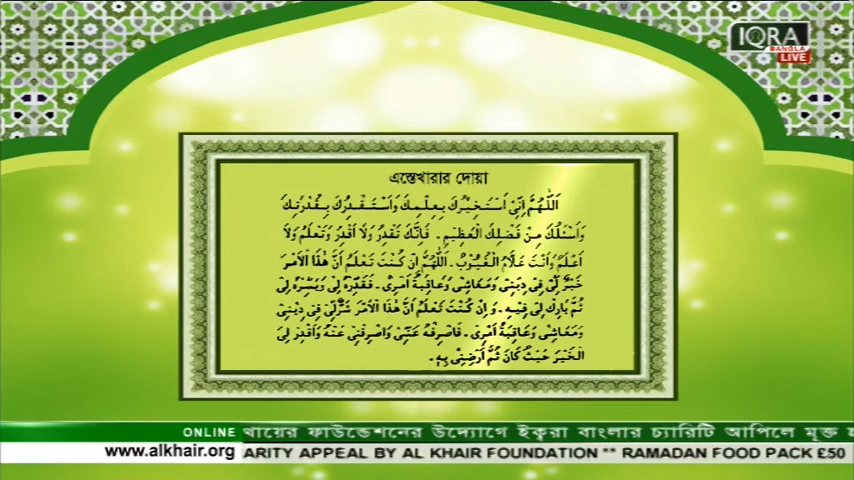 IQRA
BANGLA
LIVE
এস্তেখারার দোয়া
اَللّٰهُمَّ اِنِّىْ اَسْتَخِيْرُكَ بِعِلْمِكَ وَاَسْتَقْدِرُكَ بِقُدْرَتِكَ
وَاَسْئَلُكَ مِنْ فَضْلِكَ الْعَظِيْمِ ۔ فَاِنَّكَ تَقْدِرُ وَلَا اَقْدِرُ وَتَعْلَمُ وَلَا
اَعْلَمُ وَاَنْتَ عَلَّامُ الْغُيُوْبِ ۔ اَللّٰهُمَّ اِنْ كُنْتَ تَعْلَمُ اَنَّ هٰذَا الْاَمْرَ
خَيْرٌ لِّىْ فِىْ دِيْنِىْ وَمَعَاشِىْ وَعَاقِبَةُ اَمْرِىْ ۔ فَقَدِّرْهُ لِىْ وَيَسِّرْهُ لِىْ
ثُمَّ بَارِكْ لِىْ فِيْهِ ۔ وَاِنْ كُنْتَ تَعْلَمُ اَنَّ هٰذَا الْاَمْرَ شَرٌّ لِّىْ فِىْ دِيْنِىْ
وَمَعَاشِىْ وَعَاقِبَةُ اَمْرِىْ ۔ فَاصْرِفْهُ عَنِّىْ وَاصْرِفْنِىْ عَنْهُ وَاقْدِرْ لِىَ
الْخَيْرَ حَيْثُ كَانَ ثُمَّ اَرْضِنِىْ بِهٖ ۔
ONLINE খায়ের ফাউন্ডেশনের উদ্যোগে ইক্বরা বাংলার চ্যারিটি আপিলে মূক্ত
www.alkhair.org ARITY APPEAL BY AL KHAIR FOUNDATION ** RAMADAN FOOD PACK £50